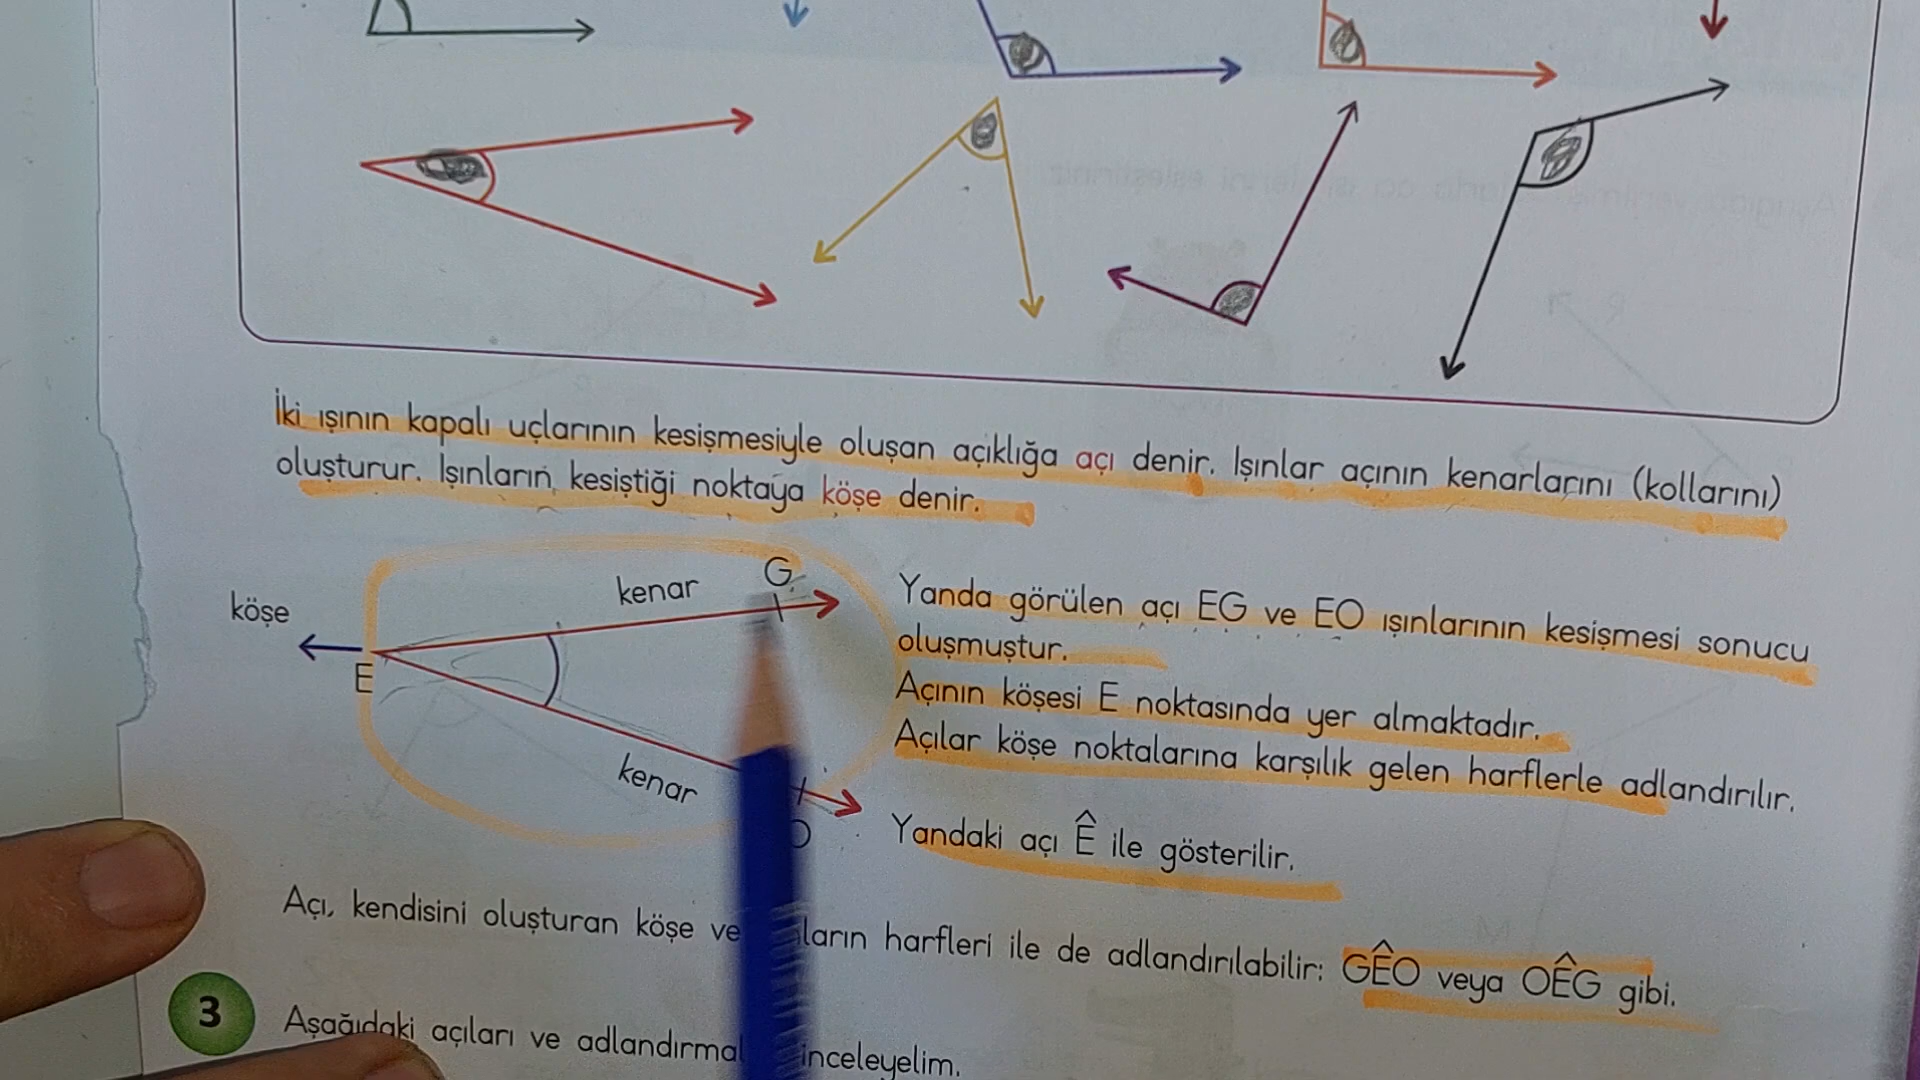 İki ışının kapalı uçlarının kesişmesiyle oluşan açıklığa açı denir. Işınlar açının kenarlarını (kollarını)
oluşturur. Işınların kesiştiği noktaya köşe denir.
köşe
kenar
G
E
kenar
O
Yanda görülen açı EG ve EO ışınlarının kesişmesi sonucu
oluşmuştur.
Açının köşesi E noktasında yer almaktadır.
Açılar köşe noktalarına karşılık gelen harflerle adlandırılır.
Yandaki açı Ê ile gösterilir.
Açı, kendisini oluşturan köşe ve ların harfleri ile de adlandırılabilir: GÊO veya OÊG gibi.
3
Aşağıdaki açıları ve adlandırmal inceleyelim.